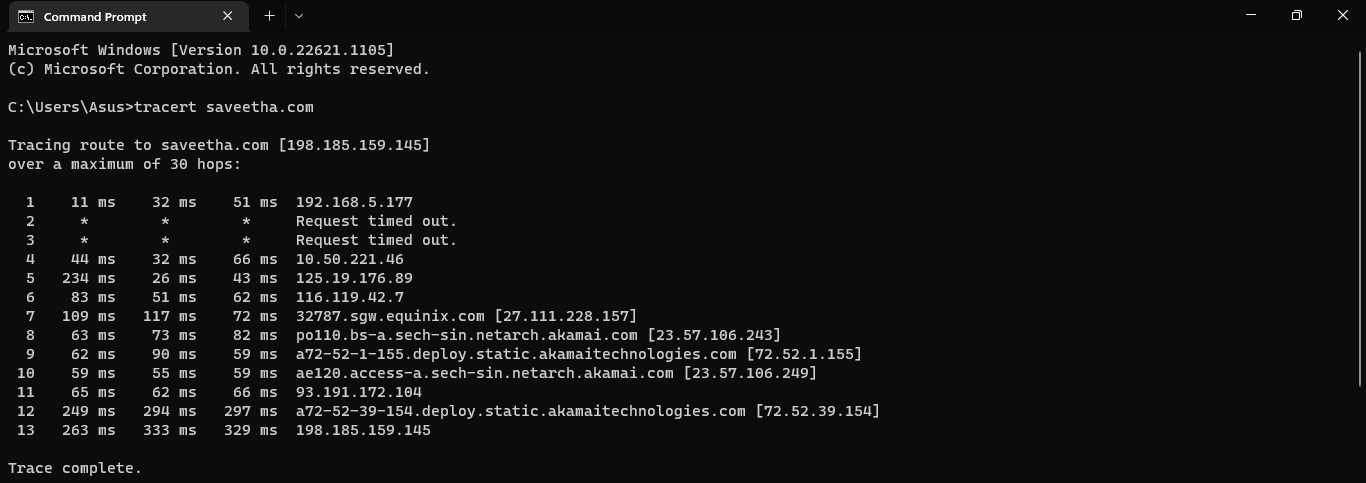 Command Prompt
Microsoft Windows [Version 10.0.22621.1105]
(c) Microsoft Corporation. All rights reserved.
C:\Users\Asus>tracert saveetha.com
Tracing route to saveetha.com [198.185.159.145]
over a maximum of 30 hops:
1 11 ms 32 ms 51 ms 192.168.5.177
2 * * * Request timed out.
3 * * * Request timed out.
4 44 ms 32 ms 66 ms 10.50.221.46
5 234 ms 26 ms 43 ms 125.19.176.89
6 83 ms 51 ms 62 ms 116.119.42.7
7 109 ms 117 ms 72 ms 32787.sgw.equinix.com [27.111.228.157]
8 63 ms 73 ms 82 ms po110.bs-a.sech-sin.netarch.akamai.com [23.57.106.243]
9 62 ms 90 ms 59 ms a72-52-1-155.deploy.static.akamaitechnologies.com [72.52.1.155]
10 59 ms 55 ms 59 ms ae120.access-a.sech-sin.netarch.akamai.com [23.57.106.249]
11 65 ms 62 ms 66 ms 93.191.172.104
12 249 ms 294 ms 297 ms a72-52-39-154.deploy.static.akamaitechnologies.com [72.52.39.154]
13 263 ms 333 ms 329 ms 198.185.159.145
Trace complete.